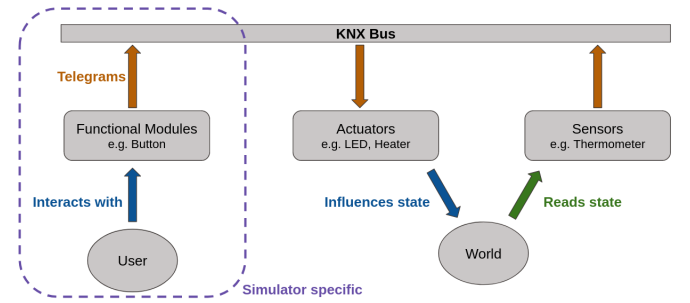 KNX Bus
Telegrams
Functional Modules
e.g. Button
Actuators
e.g. LED, Heater
Sensors
e.g. Thermometer
Interacts with
Influences state
Reads state
User
World
Simulator specific